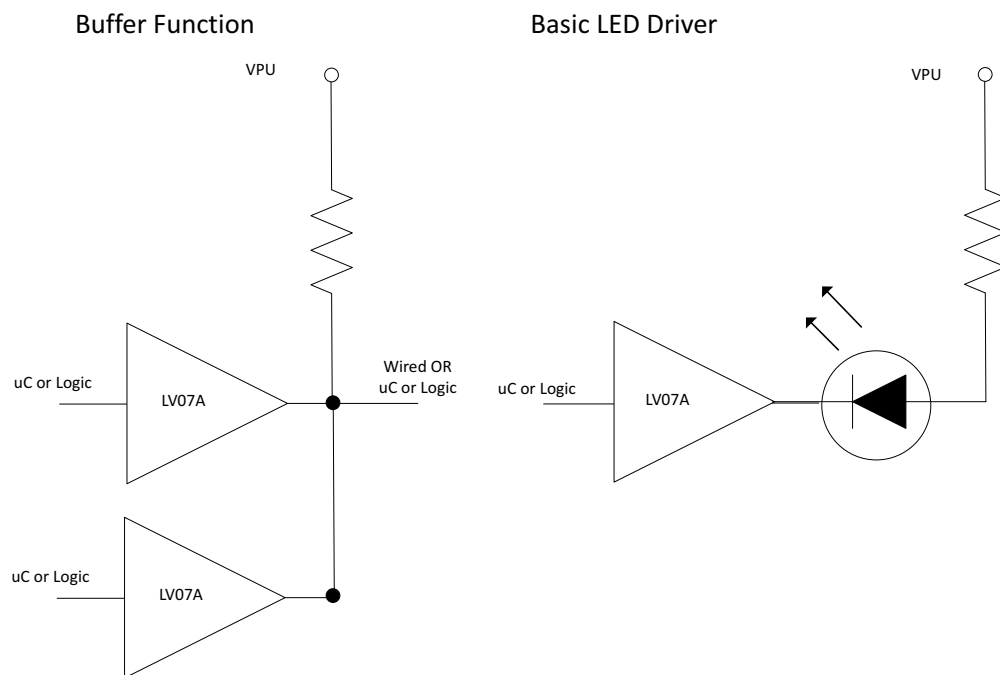 Buffer Function
Basic LED Driver
VPU
VPU
uC or Logic
LV07A
Wired OR
uC or Logic
uC or Logic
LV07A
uC or Logic
LV07A